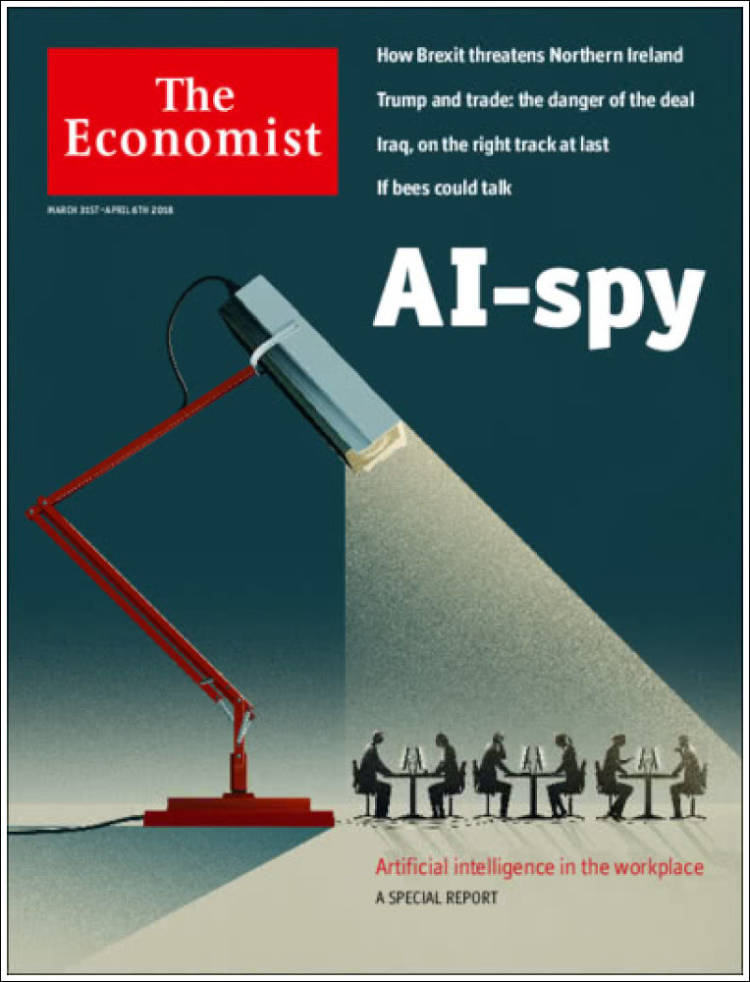 The
Economist
MARCH 31ST–APRIL 6TH 2018
How Brexit threatens Northern Ireland
Trump and trade: the danger of the deal
Iraq, on the right track at last
If bees could talk
AI-spy
Artificial intelligence in the workplace
A SPECIAL REPORT